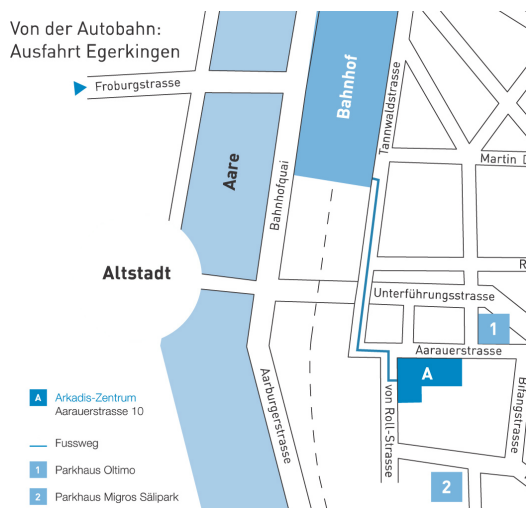 Von der Autobahn:
Ausfahrt Egerkingen
Froburgstrasse
Bahnhof
Tannwaldstrasse
Martin D
Aare
Bahnhofquai
Altstadt
R
Unterführungsstrasse
1
Aarauerstrasse
A
Aarburgerstrasse
von Roll-Strasse
Bifangstrasse
2
A Arkadis-Zentrum
Aarauerstrasse 10
Fussweg
1 Parkhaus Oltimo
2 Parkhaus Migros Sälipark